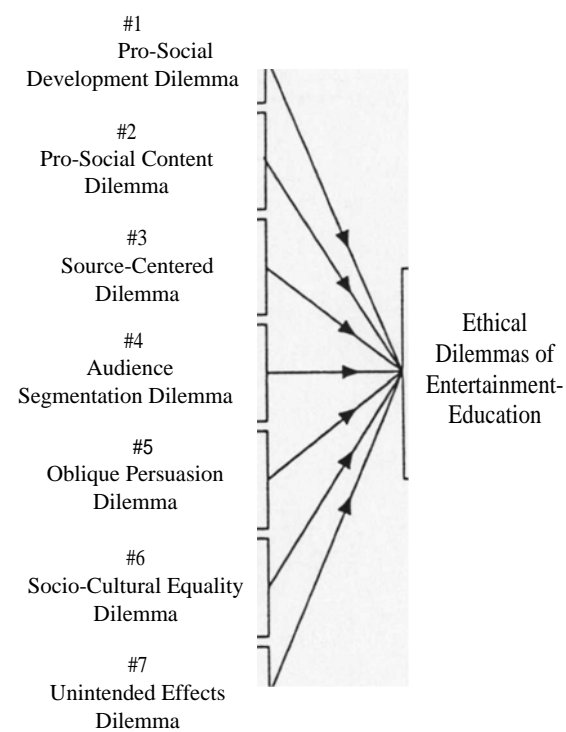 #1
Pro-Social
Development Dilemma
#2
Pro-Social Content
Dilemma
#3
Source-Centered
Dilemma
#4
Audience
Segmentation Dilemma
#5
Oblique Persuasion
Dilemma
#6
Socio-Cultural Equality
Dilemma
#7
Unintended Effects
Dilemma
Ethical
Dilemmas of
Entertainment-
Education